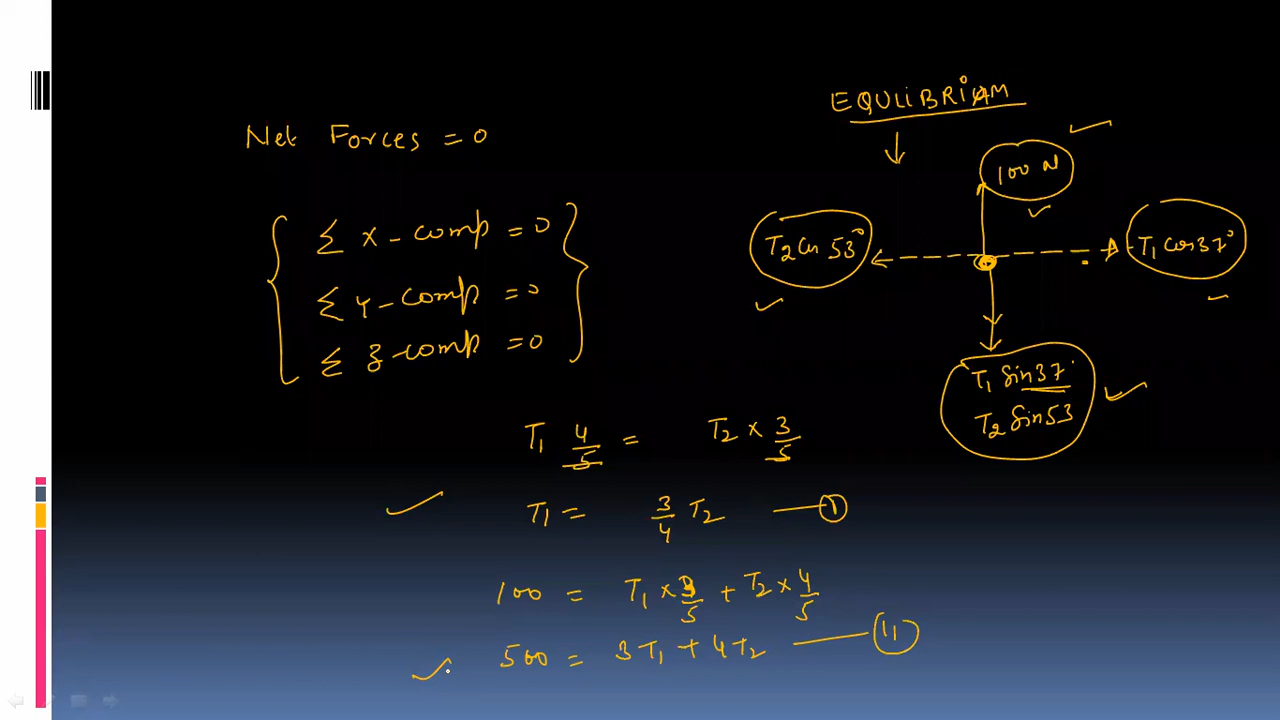 EQULIBRIAM
Net Forces = 0
100 N
Σ x - comp = 0
T2 cos 53°
T1 cos 37°
Σ y - comp = 0
Σ z - comp = 0
T1 Sin 37
T2 Sin 53
T1 4/5 = T2 × 3/5
T1 = 3/4 T2 — ①
100 = T1 × 3/5 + T2 × 4/5
500 = 3T1 + 4T2 — (11)